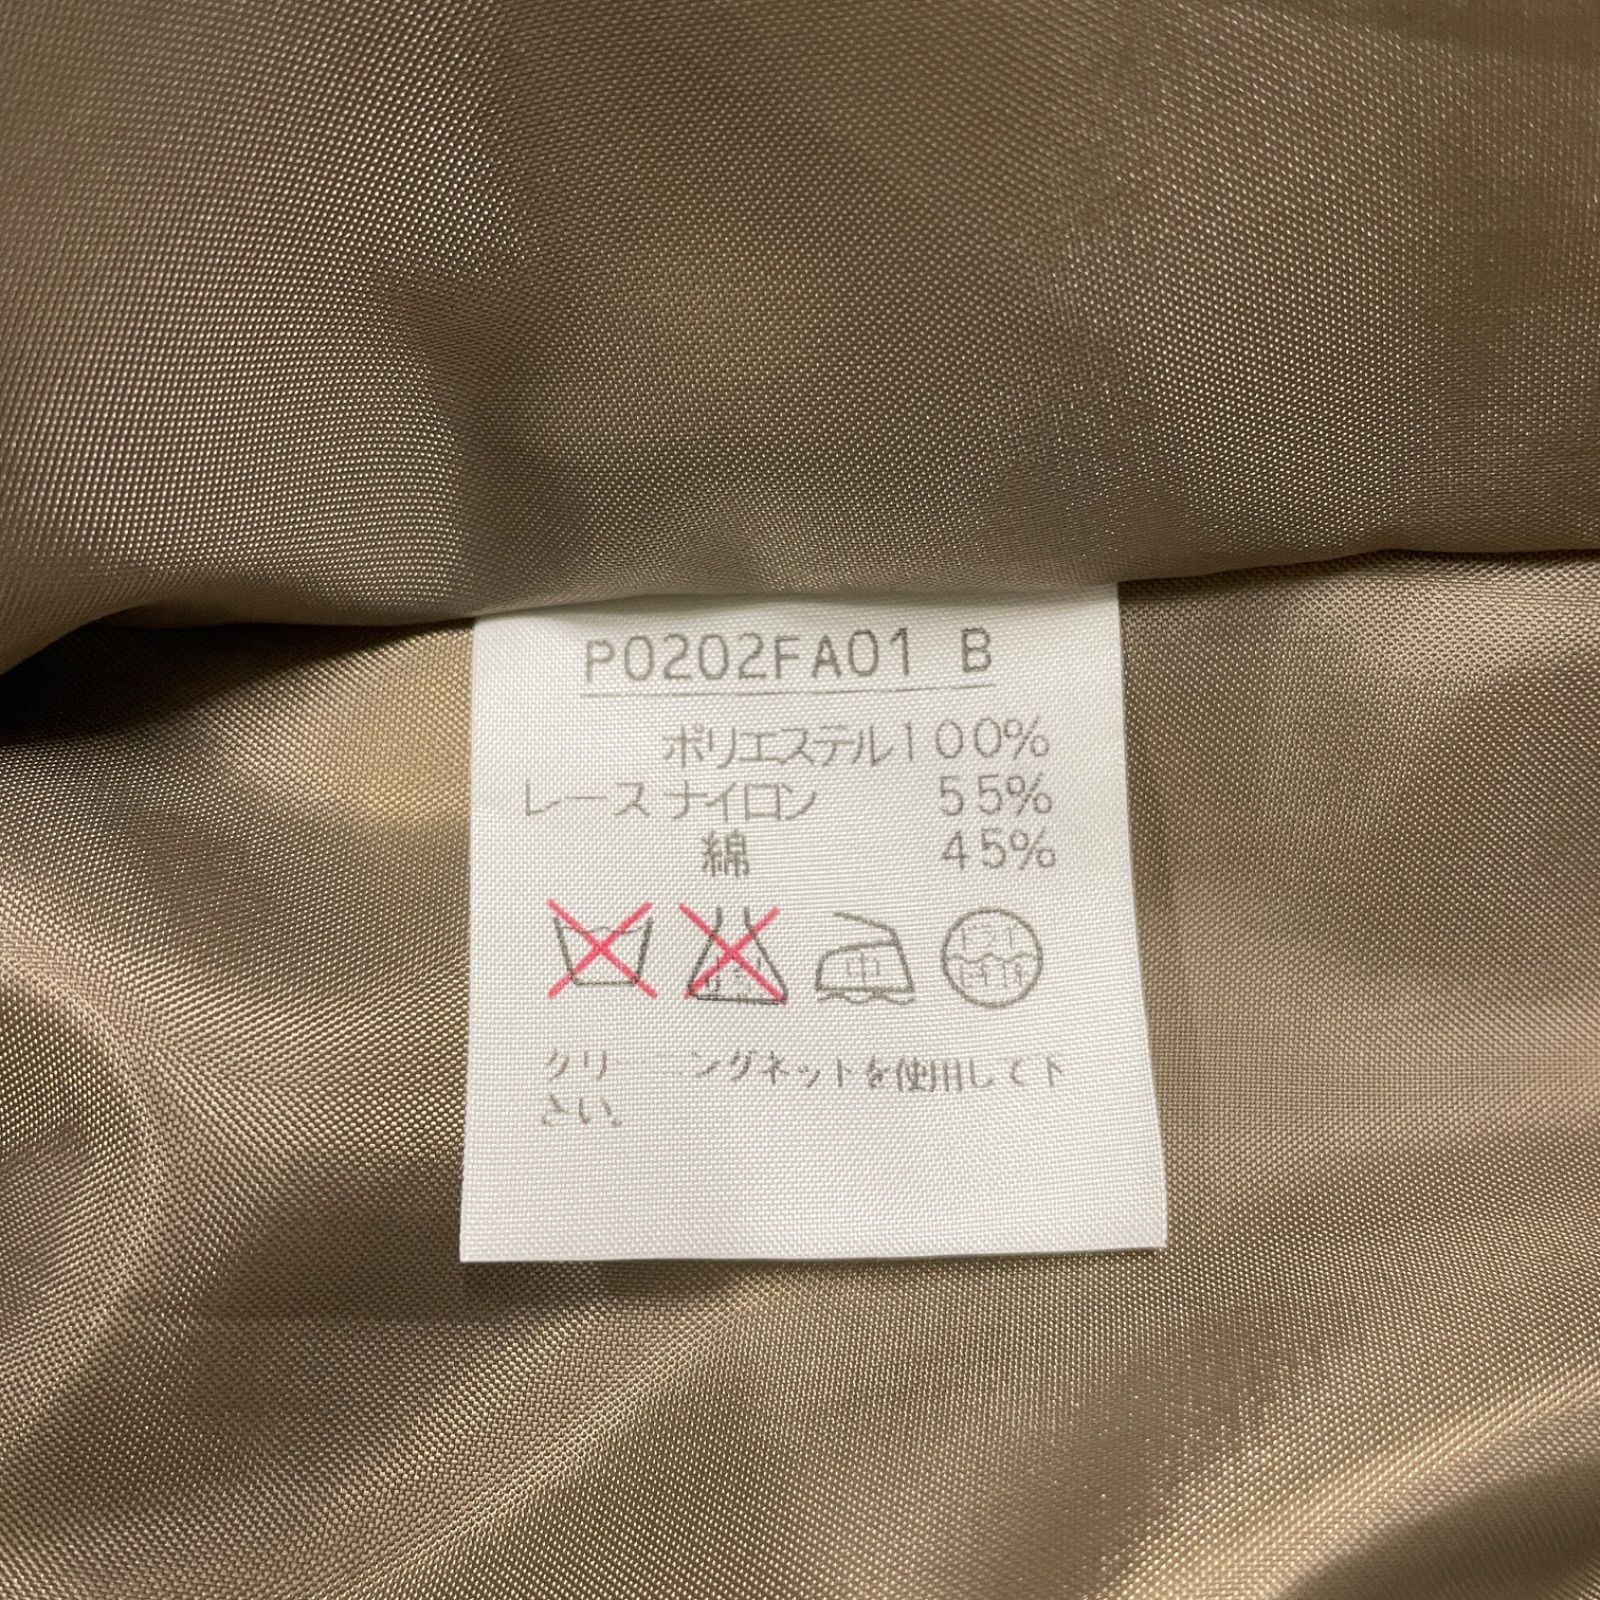 P0202FA01 B
ポリエステル100%
レース ナイロン 55%
綿 45%
中
クリーニングネットを使用して下
さい。